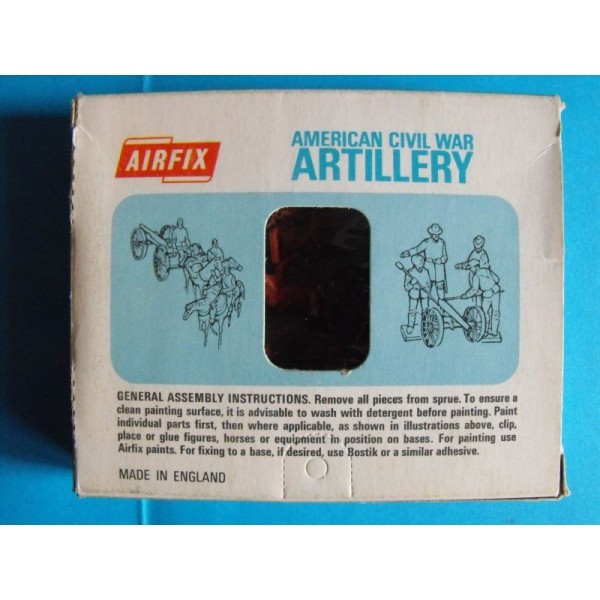 AIRFIX
AMERICAN CIVIL WAR
ARTILLERY
GENERAL ASSEMBLY INSTRUCTIONS. Remove all pieces from sprue. To ensure a
clean painting surface, it is advisable to wash with detergent before painting. Paint
individual parts first, then where applicable, as shown in illustrations above, clip,
place or glue figures, horses or equipment in position on bases. For painting use
Airfix paints. For fixing to a base, if desired, use Bostik or a similar adhesive.
MADE IN ENGLAND